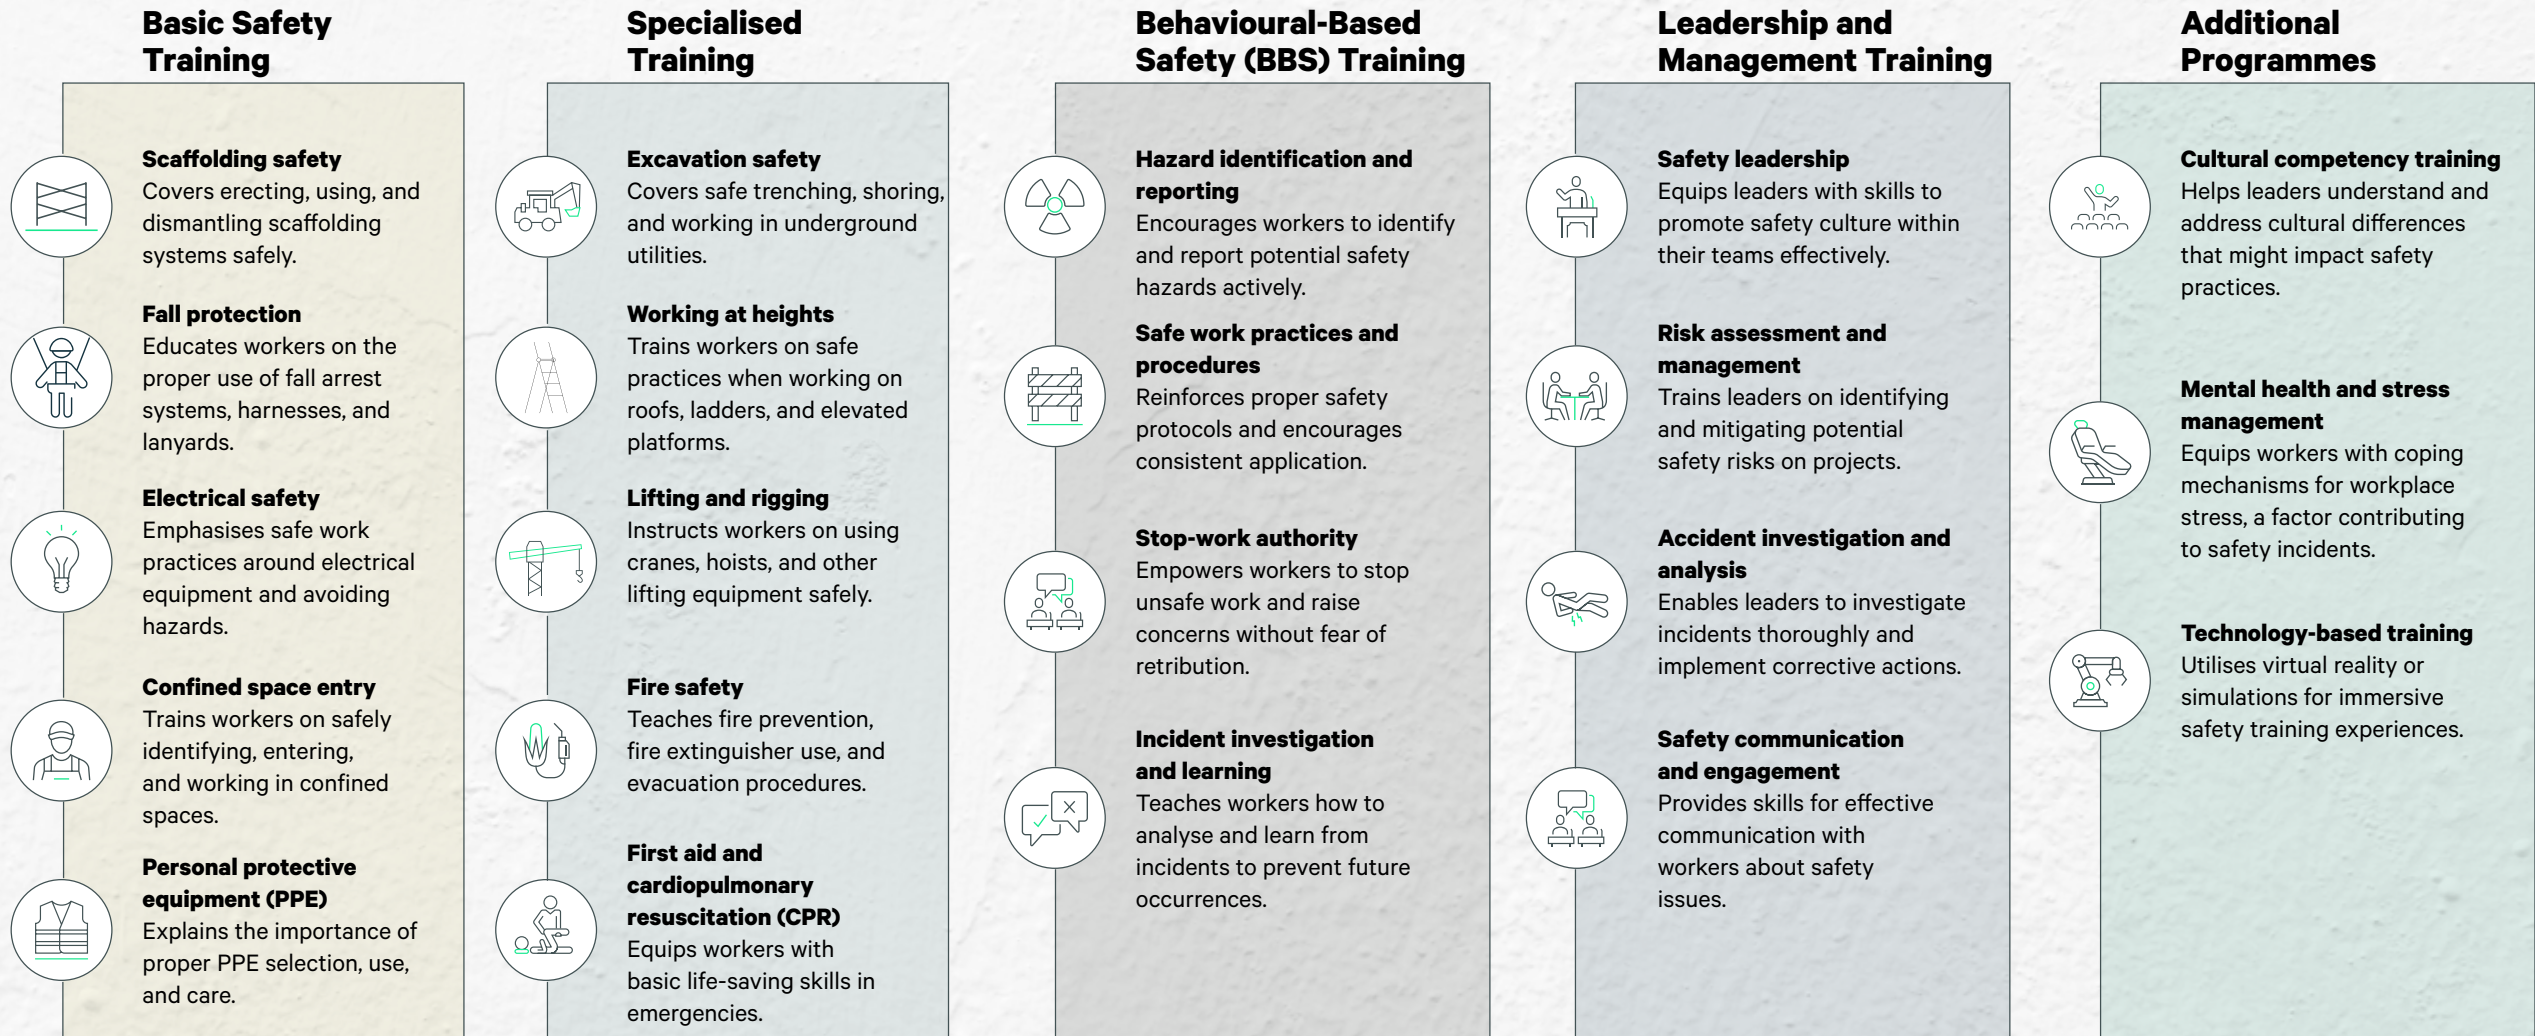 Basic Safety
Training
Scaffolding safety
Covers erecting, using, and
dismantling scaffolding
systems safely.
Fall protection
Educates workers on the
proper use of fall arrest
systems, harnesses, and
lanyards.
Electrical safety
Emphasises safe work
practices around electrical
equipment and avoiding
hazards.
Confined space entry
Trains workers on safely
identifying, entering,
and working in confined
spaces.
Personal protective
equipment (PPE)
Explains the importance of
proper PPE selection, use,
and care.
Specialised
Training
Excavation safety
Covers safe trenching, shoring,
and working in underground
utilities.
Working at heights
Trains workers on safe
practices when working on
roofs, ladders, and elevated
platforms.
Lifting and rigging
Instructs workers on using
cranes, hoists, and other
lifting equipment safely.
Fire safety
Teaches fire prevention,
fire extinguisher use, and
evacuation procedures.
First aid and
cardiopulmonary
resuscitation (CPR)
Equips workers with
basic life-saving skills in
emergencies.
Behavioural-Based
Safety (BBS) Training
Hazard identification and
reporting
Encourages workers to identify
and report potential safety
hazards actively.
Safe work practices and
procedures
Reinforces proper safety
protocols and encourages
consistent application.
Stop-work authority
Empowers workers to stop
unsafe work and raise
concerns without fear of
retribution.
Incident investigation
and learning
Teaches workers how to
analyse and learn from
incidents to prevent future
occurrences.
Leadership and
Management Training
Safety leadership
Equips leaders with skills to
promote safety culture within
their teams effectively.
Risk assessment and
management
Trains leaders on identifying
and mitigating potential
safety risks on projects.
Accident investigation and
analysis
Enables leaders to investigate
incidents thoroughly and
implement corrective actions.
Safety communication
and engagement
Provides skills for effective
communication with
workers about safety
issues.
Additional
Programmes
Cultural competency training
Helps leaders understand and
address cultural differences
that might impact safety
practices.
Mental health and stress
management
Equips workers with coping
mechanisms for workplace
stress, a factor contributing
to safety incidents.
Technology-based training
Utilises virtual reality or
simulations for immersive
safety training experiences.